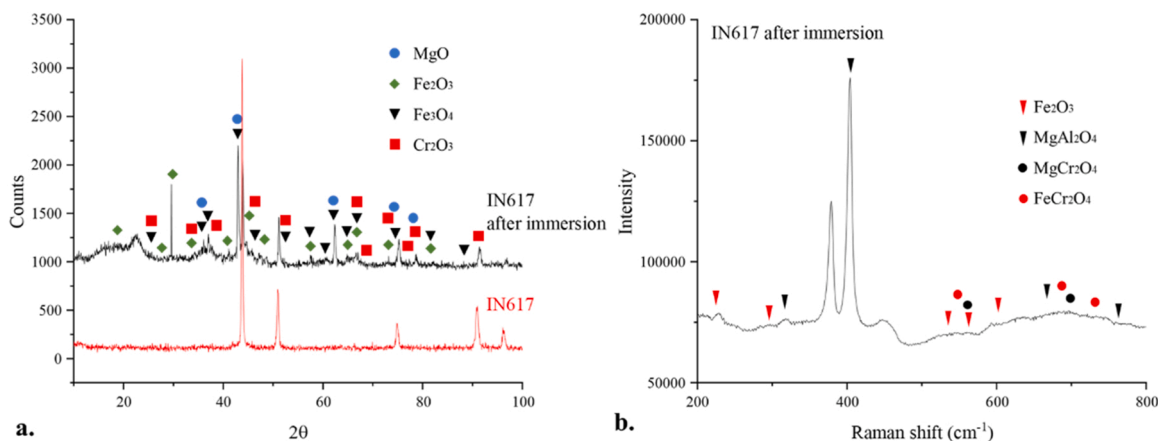 3500
3000
2500
2000
1500
1000
500
0
Counts
20
40
60
80
100
2θ
MgO
Fe2O3
Fe3O4
Cr2O3
IN617
after immersion
IN617
a.
200000
150000
100000
50000
Intensity
200
400
600
800
Raman shift (cm⁻¹)
IN617 after immersion
Fe2O3
MgAl2O4
MgCr2O4
FeCr2O4
b.